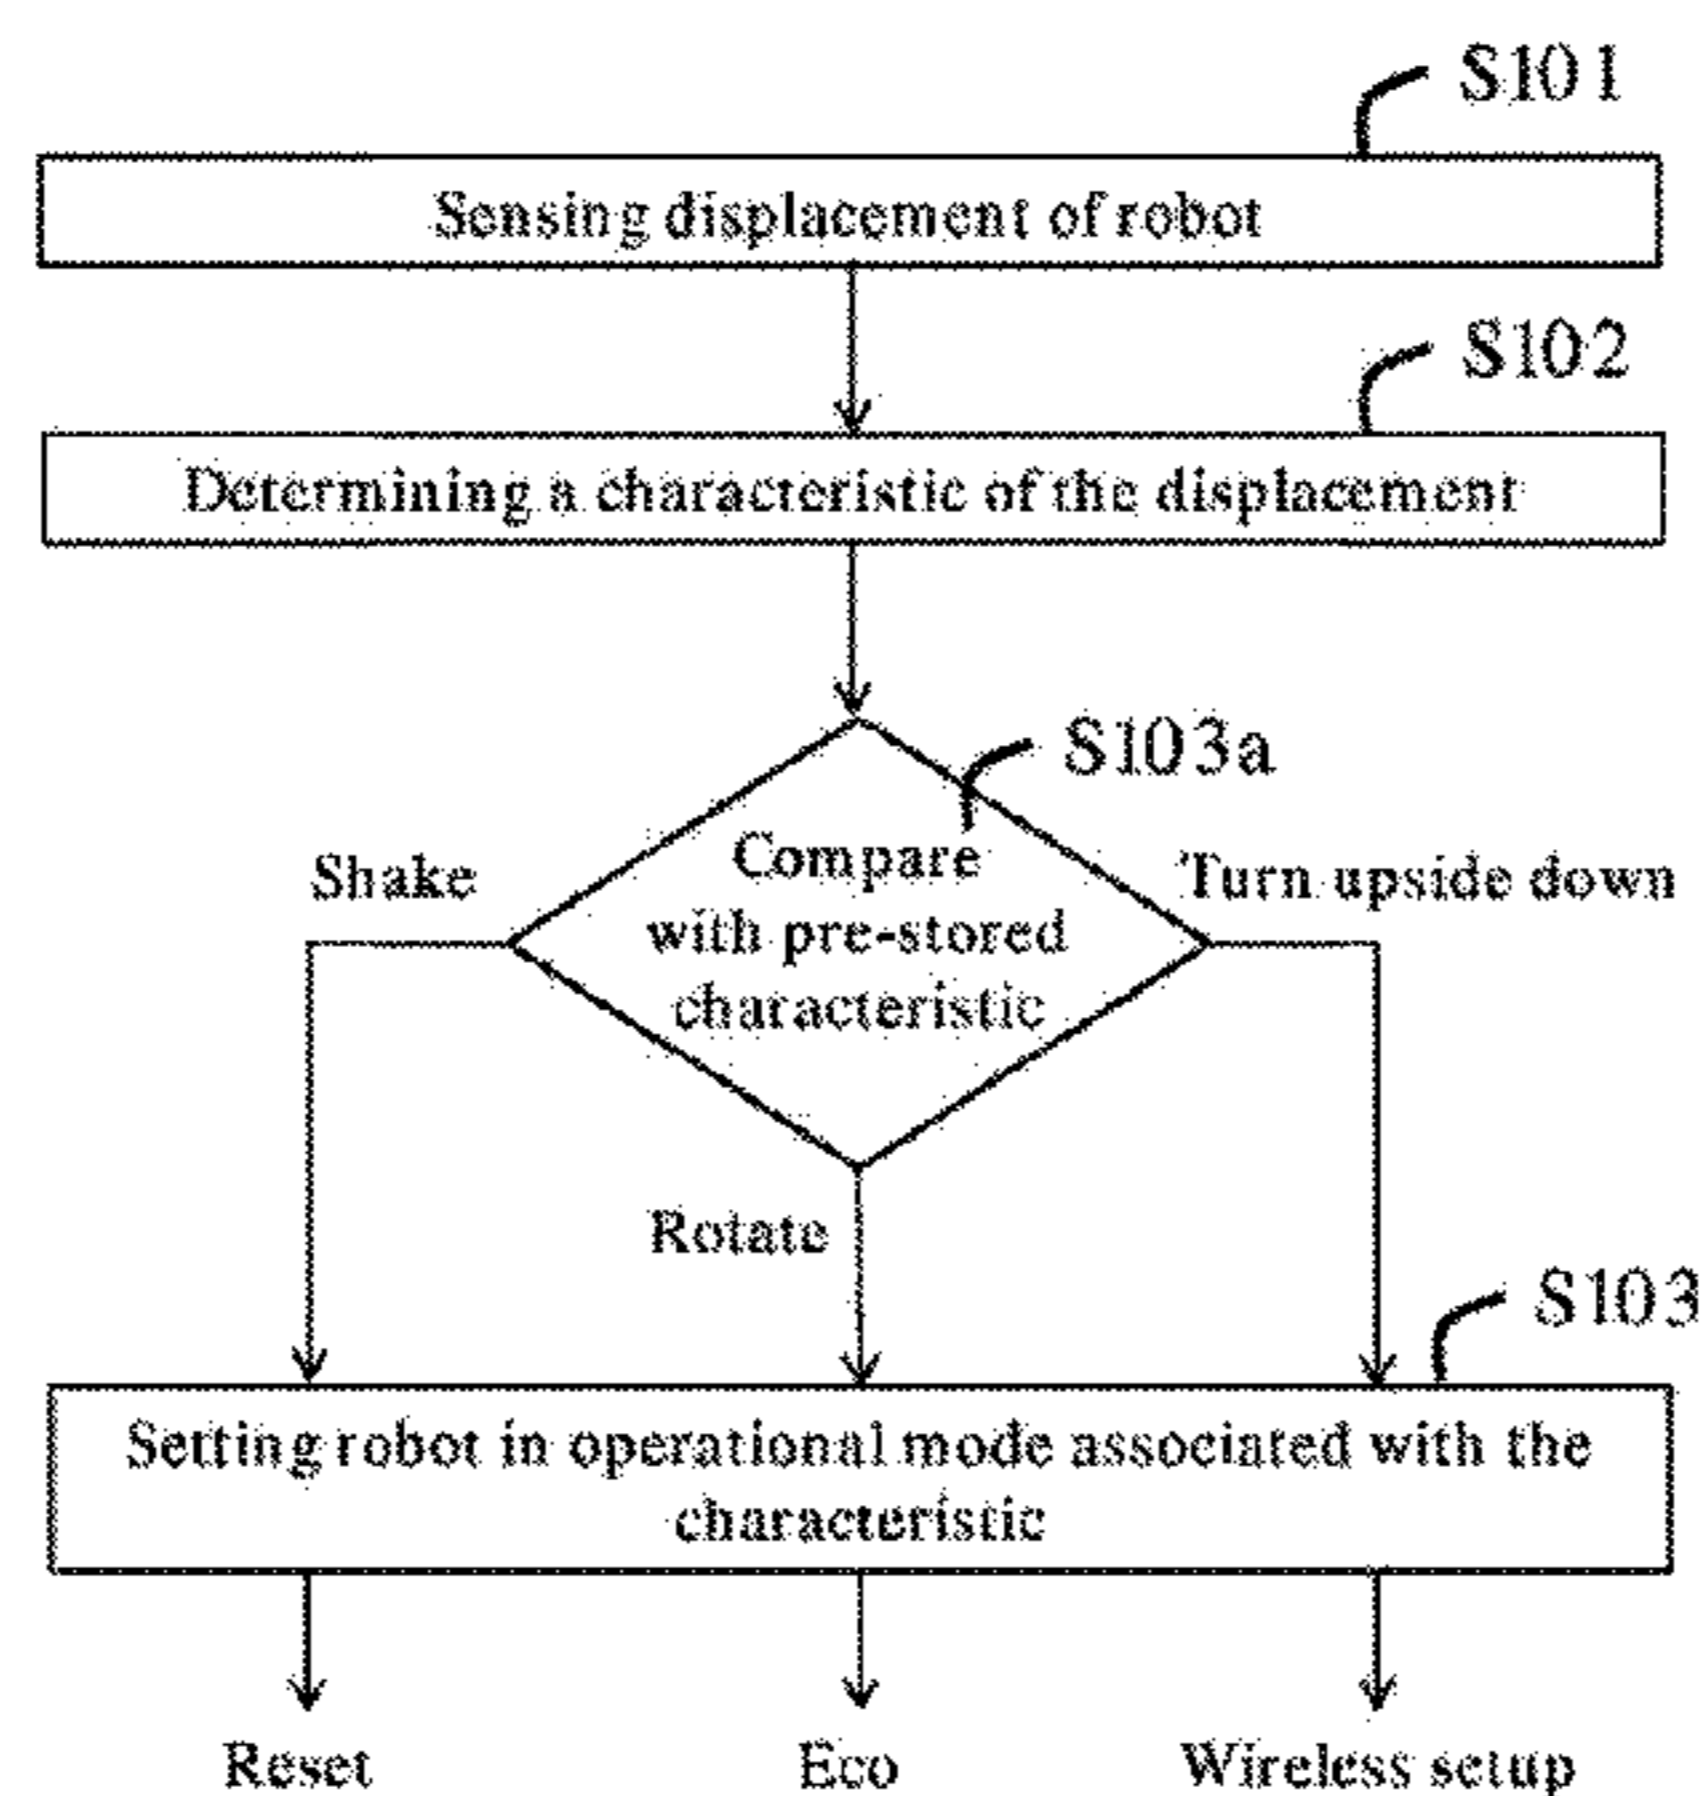 S101
Sensing displacement of robot
S102
Determining a characteristic of the displacement
S103a
Shake
Compare
with pre-stored
characteristic
Turn upside down
Rotate
S103
Setting robot in operational mode associated with the
characteristic
Reset
Eco
Wireless setup